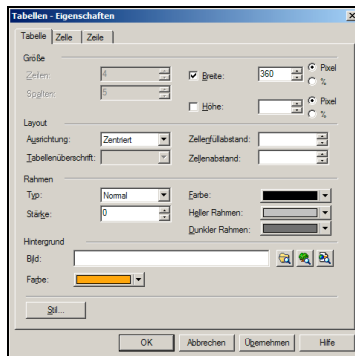 Tabellen - Eigenschaften
Tabelle Zelle Zeile
Größe
Zeilen: 4
Spalten: 5
Breite: 360 Pixel
%
Höhe: Pixel
%
Layout
Ausrichtung: Zentriert Zellenfüllabstand:
Tabellenüberschrift: Zellenabstand:
Rahmen
Typ: Normal Farbe:
Stärke: 0 Heller Rahmen:
Dunkler Rahmen:
Hintergrund
Bild:
Farbe:
Stil...
OK Abbrechen Übernehmen Hilfe